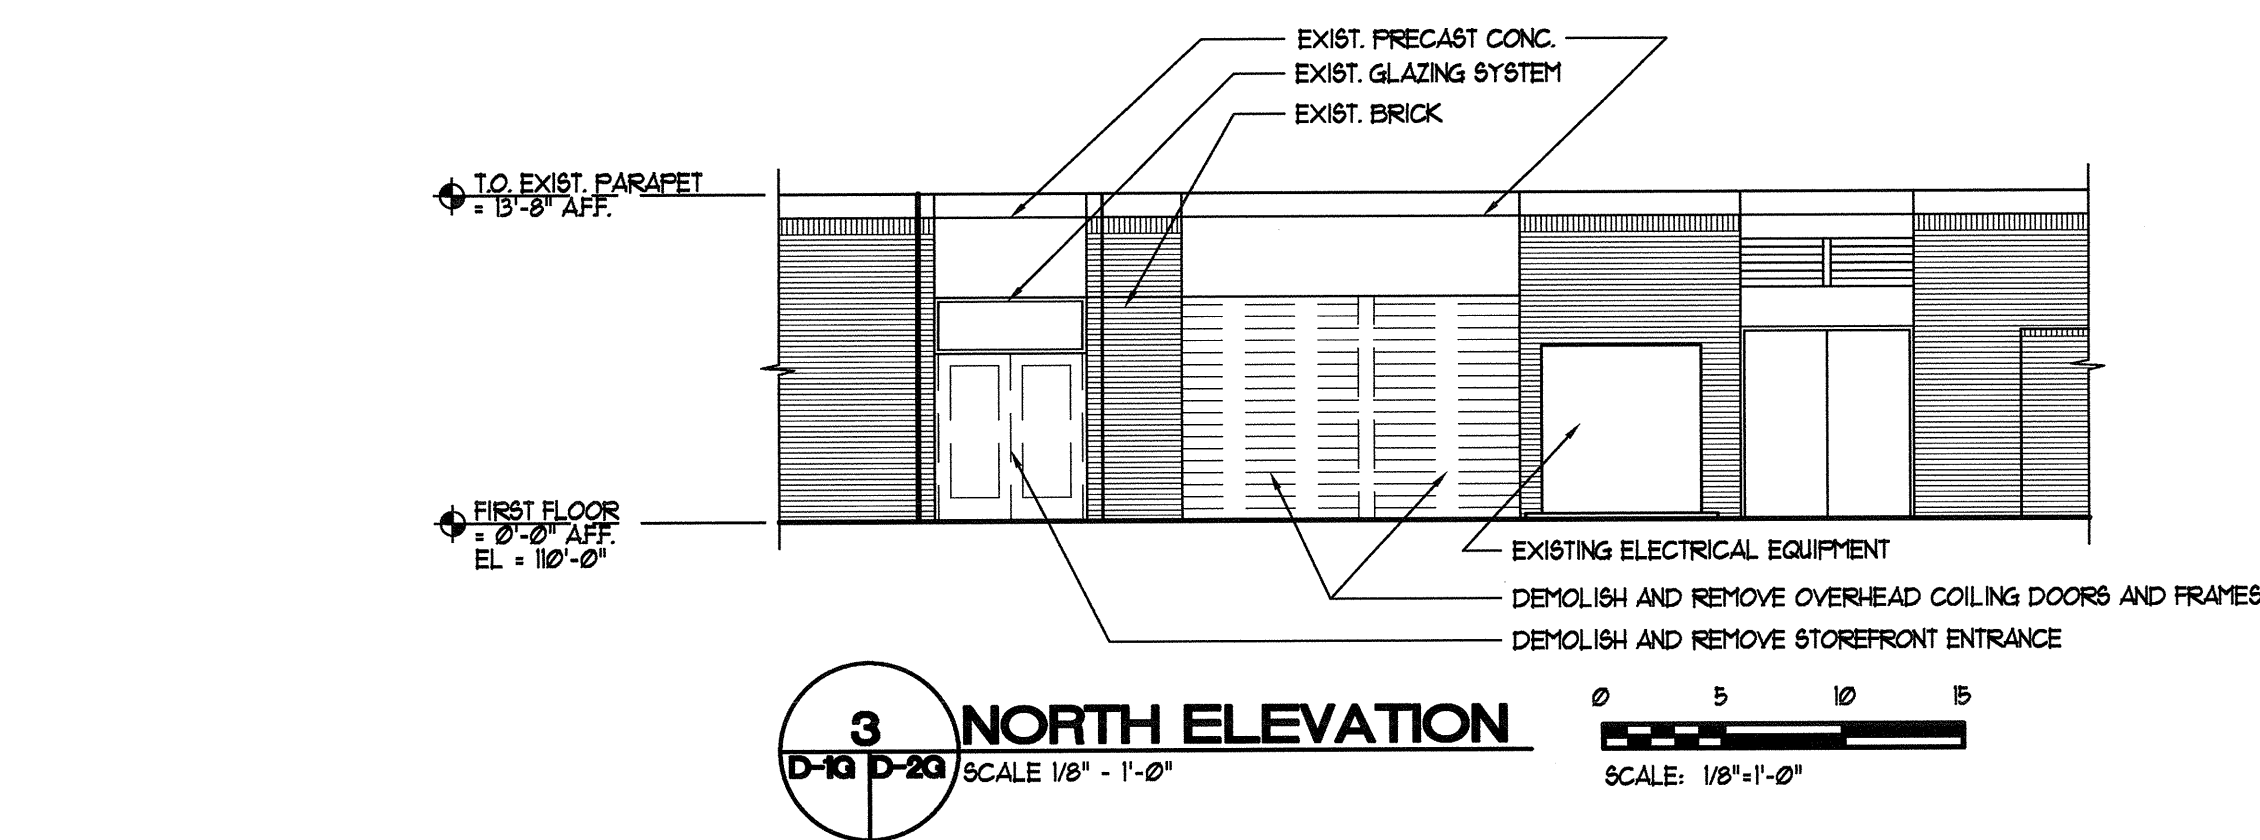 EXIST. PRECAST CONC.
EXIST. GLAZING SYSTEM
EXIST. BRICK
T.O. EXIST. PARAPET
= 13'-8" A.F.F.
FIRST FLOOR
= 0'-0" A.F.F.
EL = 110'-0"
EXISTING ELECTRICAL EQUIPMENT
DEMOLISH AND REMOVE OVERHEAD COILING DOORS AND FRAMES
DEMOLISH AND REMOVE STOREFRONT ENTRANCE
3
D-1G D-2G
NORTH ELEVATION
SCALE 1/8" - 1'-0"
0 5 10 15
SCALE: 1/8"=1'-0"